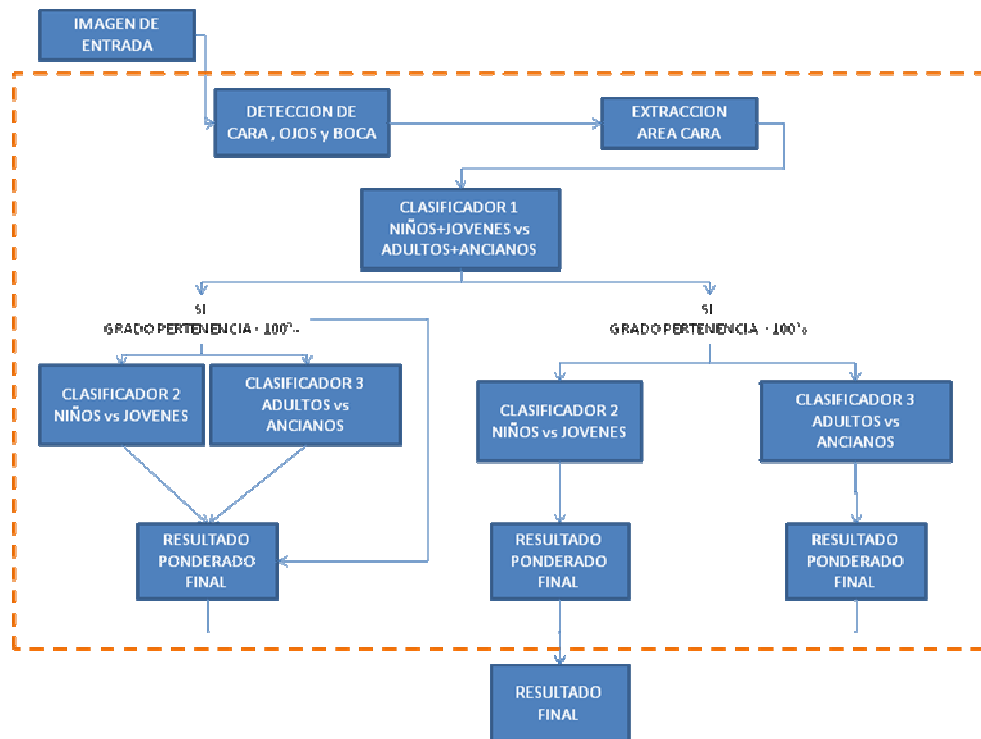 IMAGEN DE
ENTRADA
DETECCION DE
CARA , OJOS y BOCA
EXTRACCION
AREA CARA
CLASIFICADOR 1
NIÑOS+JOVENES vs
ADULTOS+ANCIANOS
SI
GRADO PERTENENCIA
SI
GRADO PERTENENCIA
CLASIFICADOR 2
NIÑOS vs JOVENES
CLASIFICADOR 3
ADULTOS vs
ANCIANOS
CLASIFICADOR 2
NIÑOS vs JOVENES
CLASIFICADOR 3
ADULTOS vs
ANCIANOS
RESULTADO
PONDERADO
FINAL
RESULTADO
PONDERADO
FINAL
RESULTADO
PONDERADO
FINAL
RESULTADO
FINAL